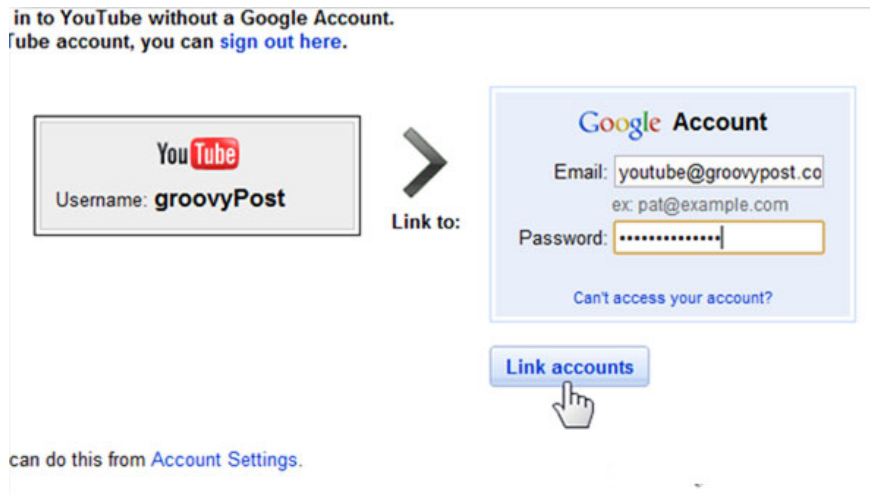 in to YouTube without a Google Account.
Tube account, you can sign out here.
YouTube
Username: groovyPost
Link to:
Google Account
Email: youtube@groovypost.co
ex: pat@example.com
Password: ••••••••••••••
Can't access your account?
Link accounts
can do this from Account Settings.